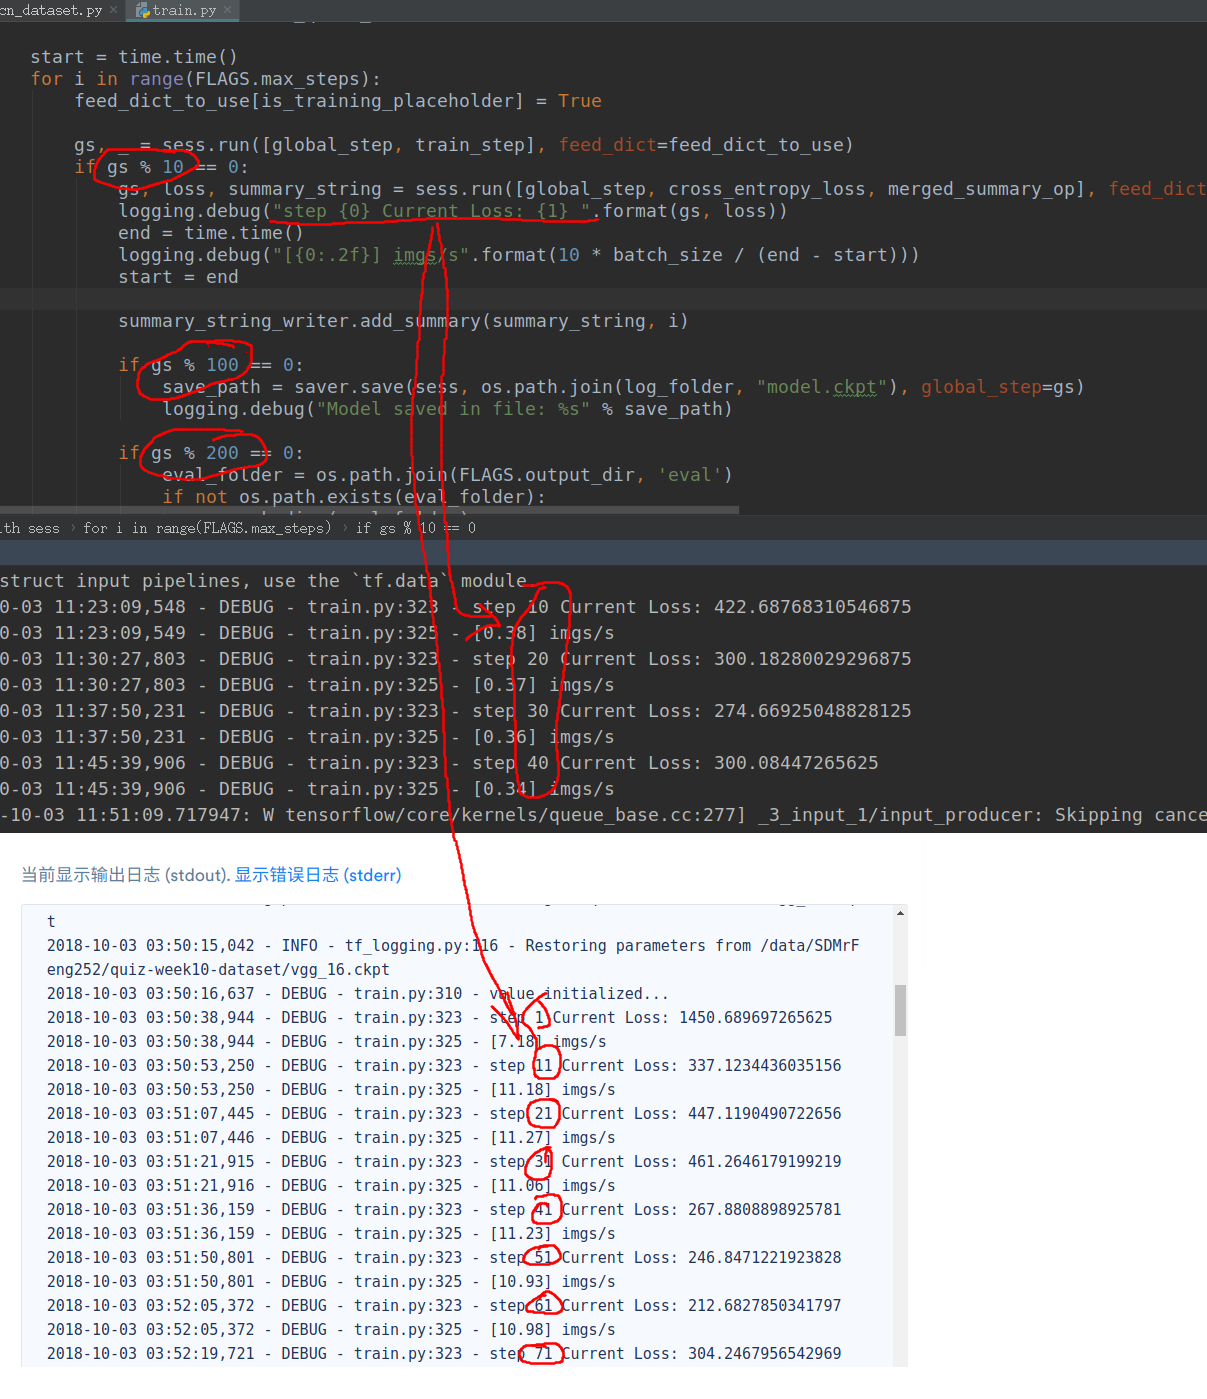 cn_dataset.py × train.py ×
start = time.time()
for i in range(FLAGS.max_steps):
feed_dict_to_use[is_training_placeholder] = True
gs, _ = sess.run([global_step, train_step], feed_dict=feed_dict_to_use)
if gs % 10 == 0:
gs, loss, summary_string = sess.run([global_step, cross_entropy_loss, merged_summary_op], feed_dict
logging.debug("step {0} Current Loss: {1} ".format(gs, loss))
end = time.time()
logging.debug("[{0:.2f}] imgs/s".format(10 * batch_size / (end - start)))
start = end
summary_string_writer.add_summary(summary_string, i)
if gs % 100 == 0:
save_path = saver.save(sess, os.path.join(log_folder, "model.ckpt"), global_step=gs)
logging.debug("Model saved in file: %s" % save_path)
if gs % 200 == 0:
eval_folder = os.path.join(FLAGS.output_dir, 'eval')
if not os.path.exists(eval_folder):
ith sess › for i in range(FLAGS.max_steps) › if gs % 10 == 0
struct input pipelines, use the `tf.data` module.
0-03 11:23:09,548 - DEBUG - train.py:323 - step 10 Current Loss: 422.68768310546875
0-03 11:23:09,549 - DEBUG - train.py:325 - [0.38] imgs/s
0-03 11:30:27,803 - DEBUG - train.py:323 - step 20 Current Loss: 300.18280029296875
0-03 11:30:27,803 - DEBUG - train.py:325 - [0.37] imgs/s
0-03 11:37:50,231 - DEBUG - train.py:323 - step 30 Current Loss: 274.66925048828125
0-03 11:37:50,231 - DEBUG - train.py:325 - [0.36] imgs/s
0-03 11:45:39,906 - DEBUG - train.py:323 - step 40 Current Loss: 300.08447265625
0-03 11:45:39,906 - DEBUG - train.py:325 - [0.34] imgs/s
-10-03 11:51:09.717947: W tensorflow/core/kernels/queue_base.cc:277] _3_input_1/input_producer: Skipping cance
当前显示输出日志 (stdout). 显示错误日志 (stderr)
t
2018-10-03 03:50:15,042 - INFO - tf_logging.py:116 - Restoring parameters from /data/SDMrF
eng252/quiz-week10-dataset/vgg_16.ckpt
2018-10-03 03:50:16,637 - DEBUG - train.py:310 - value initialized...
2018-10-03 03:50:38,944 - DEBUG - train.py:323 - step 1 Current Loss: 1450.689697265625
2018-10-03 03:50:38,944 - DEBUG - train.py:325 - [7.18] imgs/s
2018-10-03 03:50:53,250 - DEBUG - train.py:323 - step 11 Current Loss: 337.1234436035156
2018-10-03 03:50:53,250 - DEBUG - train.py:325 - [11.18] imgs/s
2018-10-03 03:51:07,445 - DEBUG - train.py:323 - step 21 Current Loss: 447.1190490722656
2018-10-03 03:51:07,446 - DEBUG - train.py:325 - [11.27] imgs/s
2018-10-03 03:51:21,915 - DEBUG - train.py:323 - step 31 Current Loss: 461.2646179199219
2018-10-03 03:51:21,916 - DEBUG - train.py:325 - [11.06] imgs/s
2018-10-03 03:51:36,159 - DEBUG - train.py:323 - step 41 Current Loss: 267.8808898925781
2018-10-03 03:51:36,159 - DEBUG - train.py:325 - [11.23] imgs/s
2018-10-03 03:51:50,801 - DEBUG - train.py:323 - step 51 Current Loss: 246.8471221923828
2018-10-03 03:51:50,801 - DEBUG - train.py:325 - [10.93] imgs/s
2018-10-03 03:52:05,372 - DEBUG - train.py:323 - step 61 Current Loss: 212.6827850341797
2018-10-03 03:52:05,372 - DEBUG - train.py:325 - [10.98] imgs/s
2018-10-03 03:52:19,721 - DEBUG - train.py:323 - step 71 Current Loss: 304.2467956542969